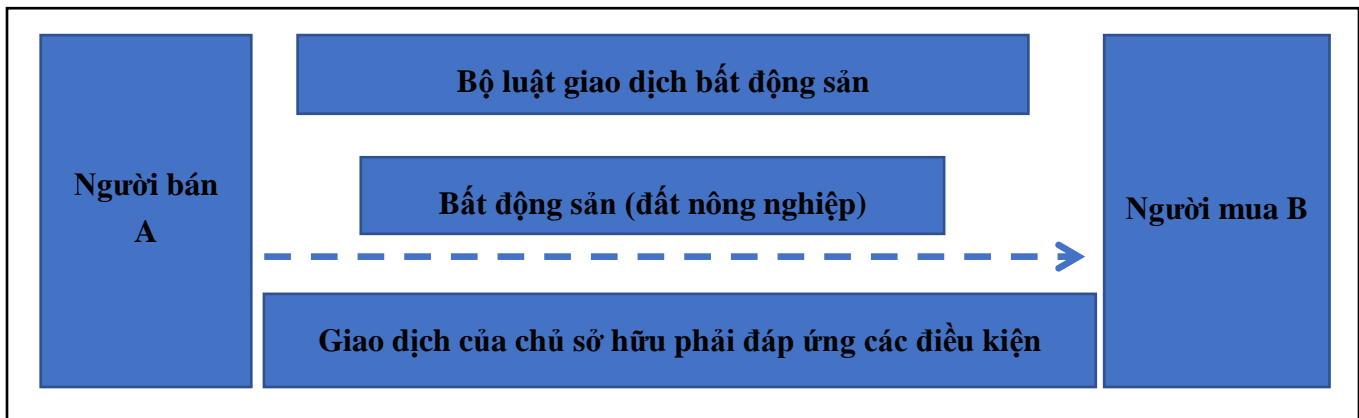 Bộ luật giao dịch bất động sản
Người bán
A
Bất động sản (đất nông nghiệp)
Người mua B
Giao dịch của chủ sở hữu phải đáp ứng các điều kiện